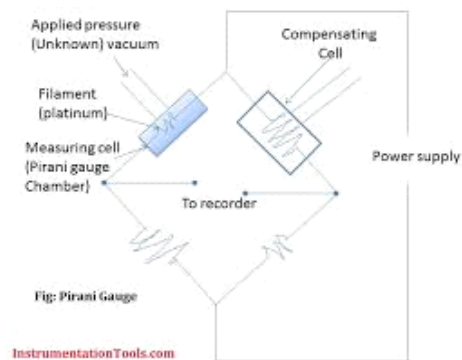 Applied pressure
(Unknown) vacuum
Compensating
Cell
Filament
(platinum)
Measuring cell
(Pirani gauge
Chamber)
Power supply
To recorder
Fig: Pirani Gauge
InstrumentationTools.com